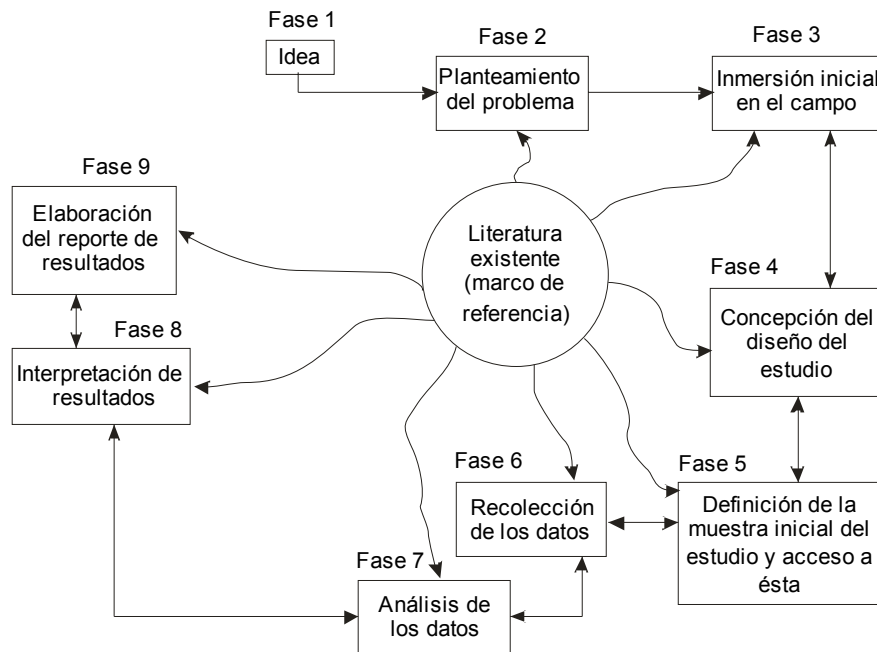 Fase 1
Idea
Fase 2
Planteamiento
del problema
Fase 3
Inmersión inicial
en el campo
Literatura
existente
(marco de
referencia)
Fase 4
Concepción del
diseño del
estudio
Fase 5
Definición de la
muestra inicial del
estudio y acceso a
ésta
Fase 6
Recolección
de los datos
Fase 7
Análisis de
los datos
Fase 8
Interpretación de
resultados
Fase 9
Elaboración
del reporte de
resultados